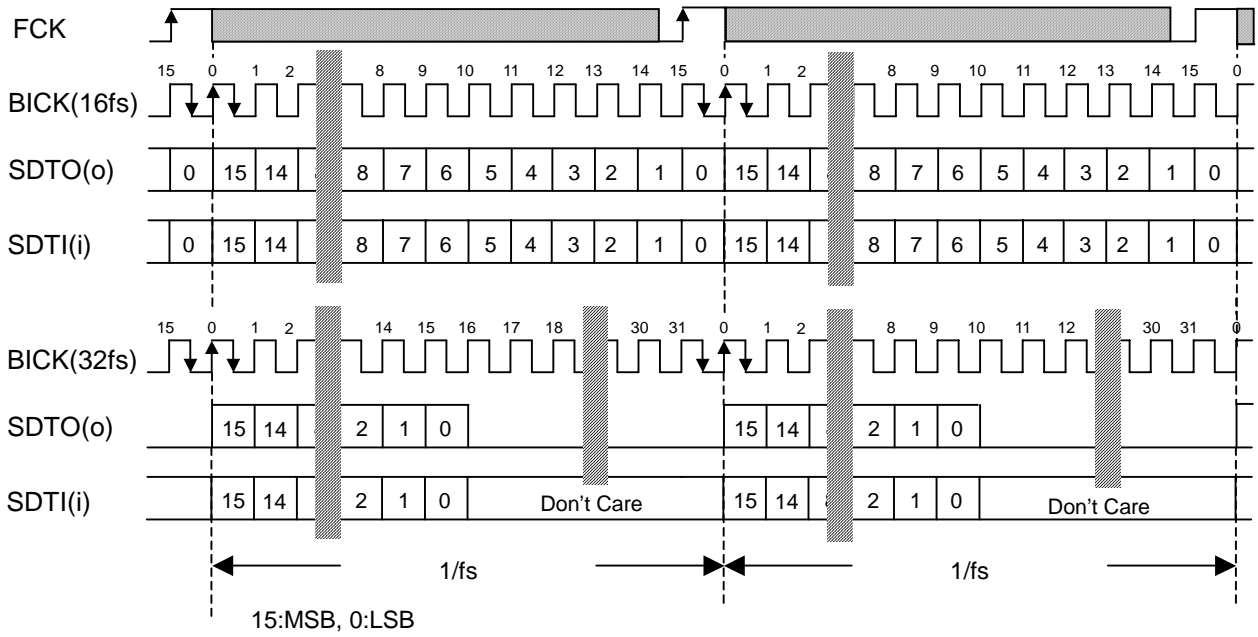 FCK
15 0 1 2 8 9 10 11 12 13 14 15 0 1 2 8 9 10 11 12 13 14 15 0
BICK(16fs)
SDTO(o) 0 15 14 8 7 6 5 4 3 2 1 0 15 14 8 7 6 5 4 3 2 1 0
SDTI(i) 0 15 14 8 7 6 5 4 3 2 1 0 15 14 8 7 6 5 4 3 2 1 0
15 0 1 2 14 15 16 17 18 30 31 0 1 2 8 9 10 11 12 30 31 0
BICK(32fs)
SDTO(o) 15 14 2 1 0 15 14 2 1 0
SDTI(i) 15 14 2 1 0 Don't Care 15 14 2 1 0 Don't Care
1/fs 1/fs
15:MSB, 0:LSB